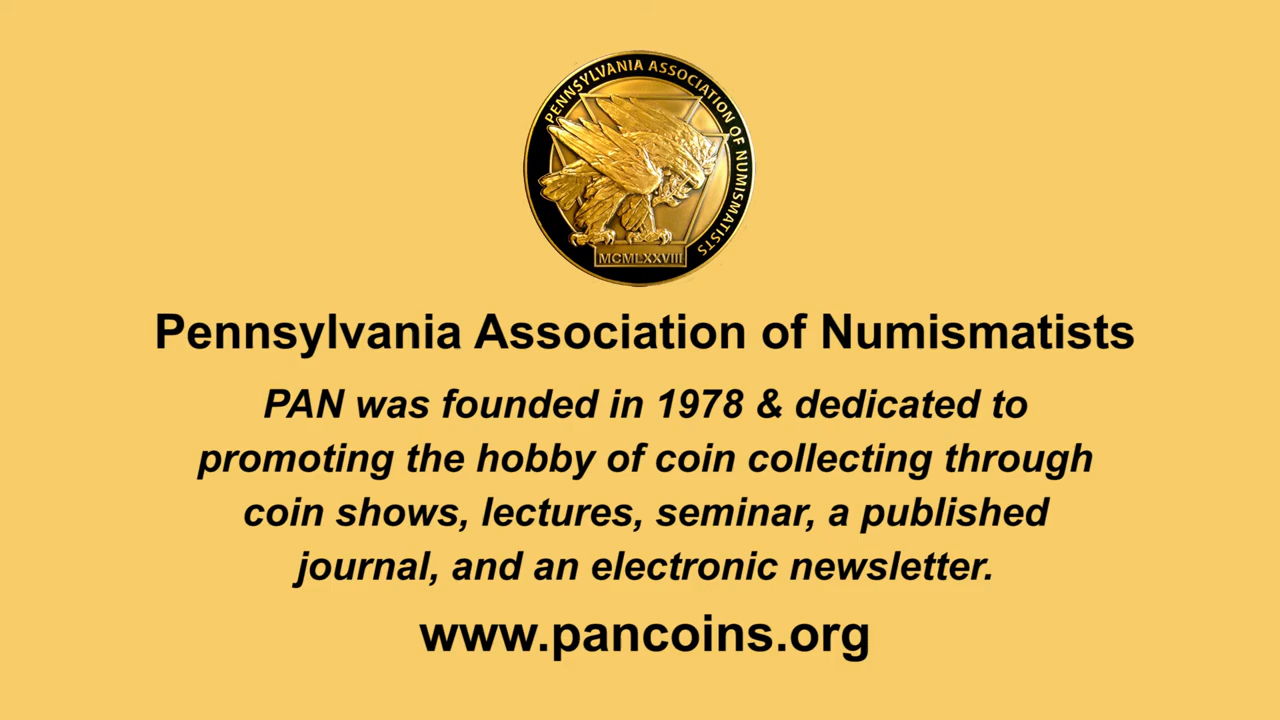 PENNSYLVANIA ASSOCIATION OF NUMISMATISTS
MCMLXXVIII
Pennsylvania Association of Numismatists
PAN was founded in 1978 & dedicated to
promoting the hobby of coin collecting through
coin shows, lectures, seminar, a published
journal, and an electronic newsletter.
www.pancoins.org